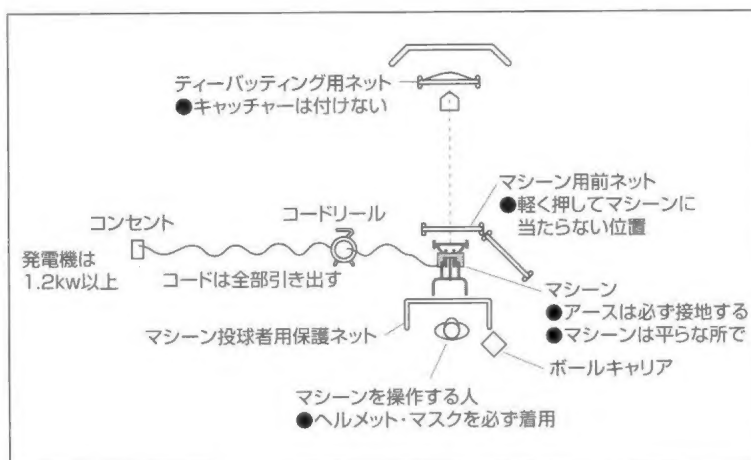 ティーバッティング用ネット
●キャッチャーは付けない
マシーン用前ネット
●軽く押してマシーンに
当たらない位置
コンセント
コードリール
発電機は
1.2kw以上
コードは全部引き出す
マシーン
●アースは必ず接地する
●マシーンは平らな所で
マシーン投球者用保護ネット
ボールキャリア
マシーンを操作する人
●ヘルメット・マスクを必ず着用